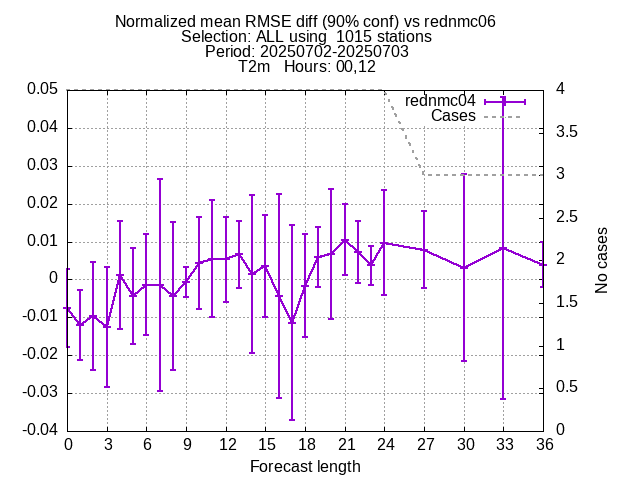 Normalized mean RMSE diff (90% conf) vs rednmc06
Selection: ALL using  1015 stations
Period: 20250702-20250703
T2m   Hours: 00,12
rednmc04
Cases
0.05
0.04
0.03
0.02
0.01
0
-0.01
-0.02
-0.03
-0.04
4
3.5
3
2.5
2
1.5
1
0.5
0
No cases
0 3 6 9 12 15 18 21 24 27 30 33 36
Forecast length